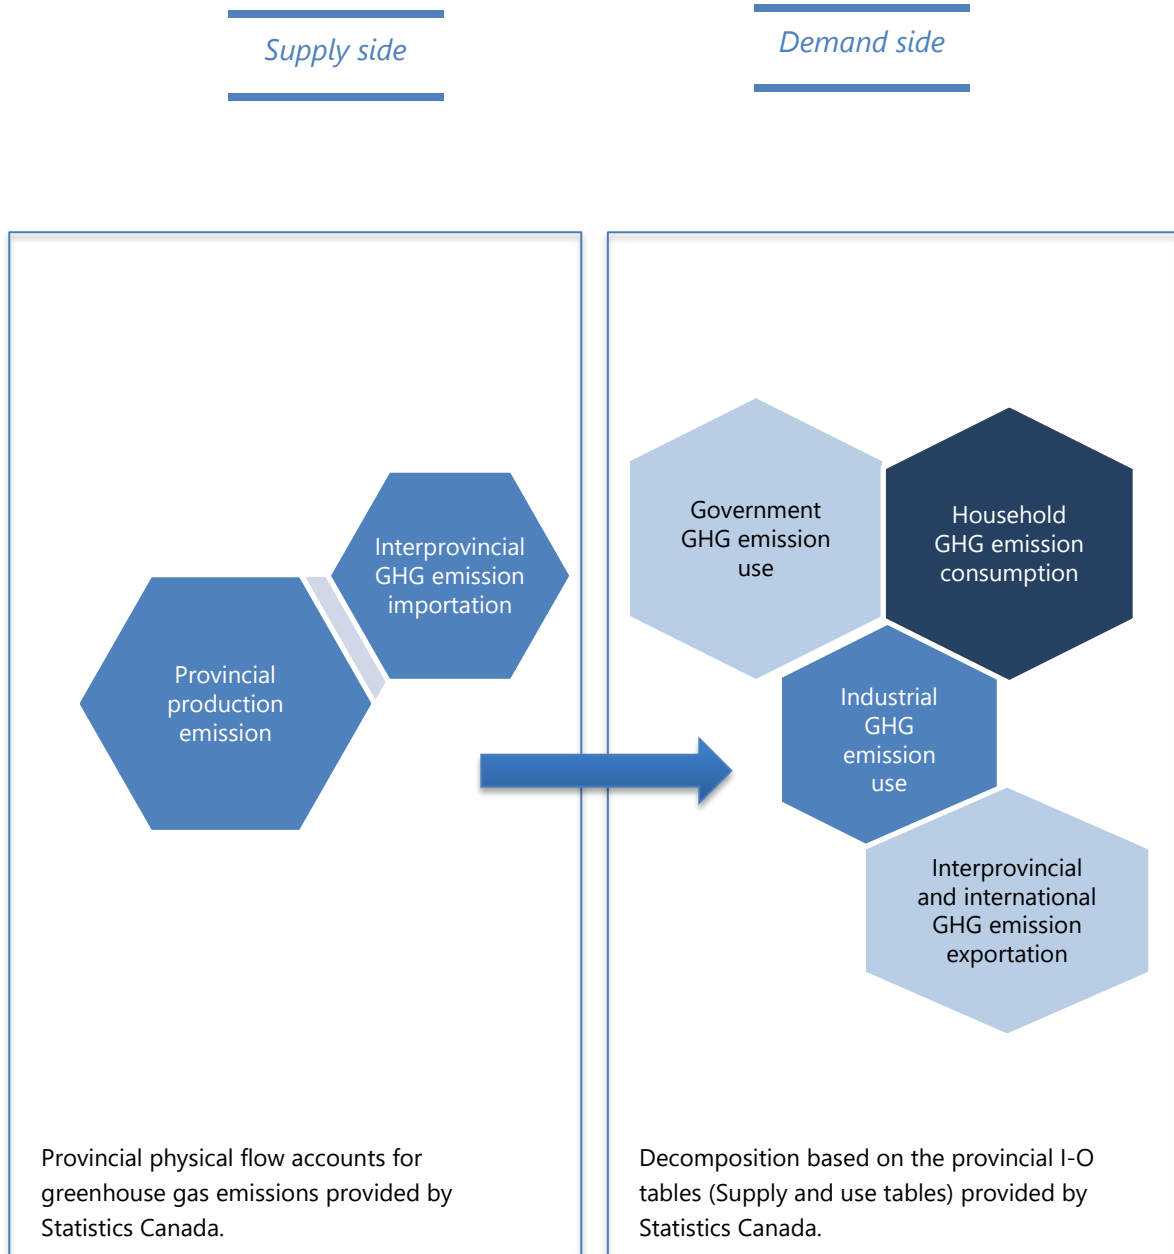 Supply side
Demand side
Interprovincial
GHG emission
importation
Provincial
production
emission
Government
GHG emission
use
Household
GHG emission
consumption
Industrial
GHG
emission
use
Interprovincial
and international
GHG emission
exportation
Provincial physical flow accounts for
greenhouse gas emissions provided by
Statistics Canada.
Decomposition based on the provincial I-O
tables (Supply and use tables) provided by
Statistics Canada.